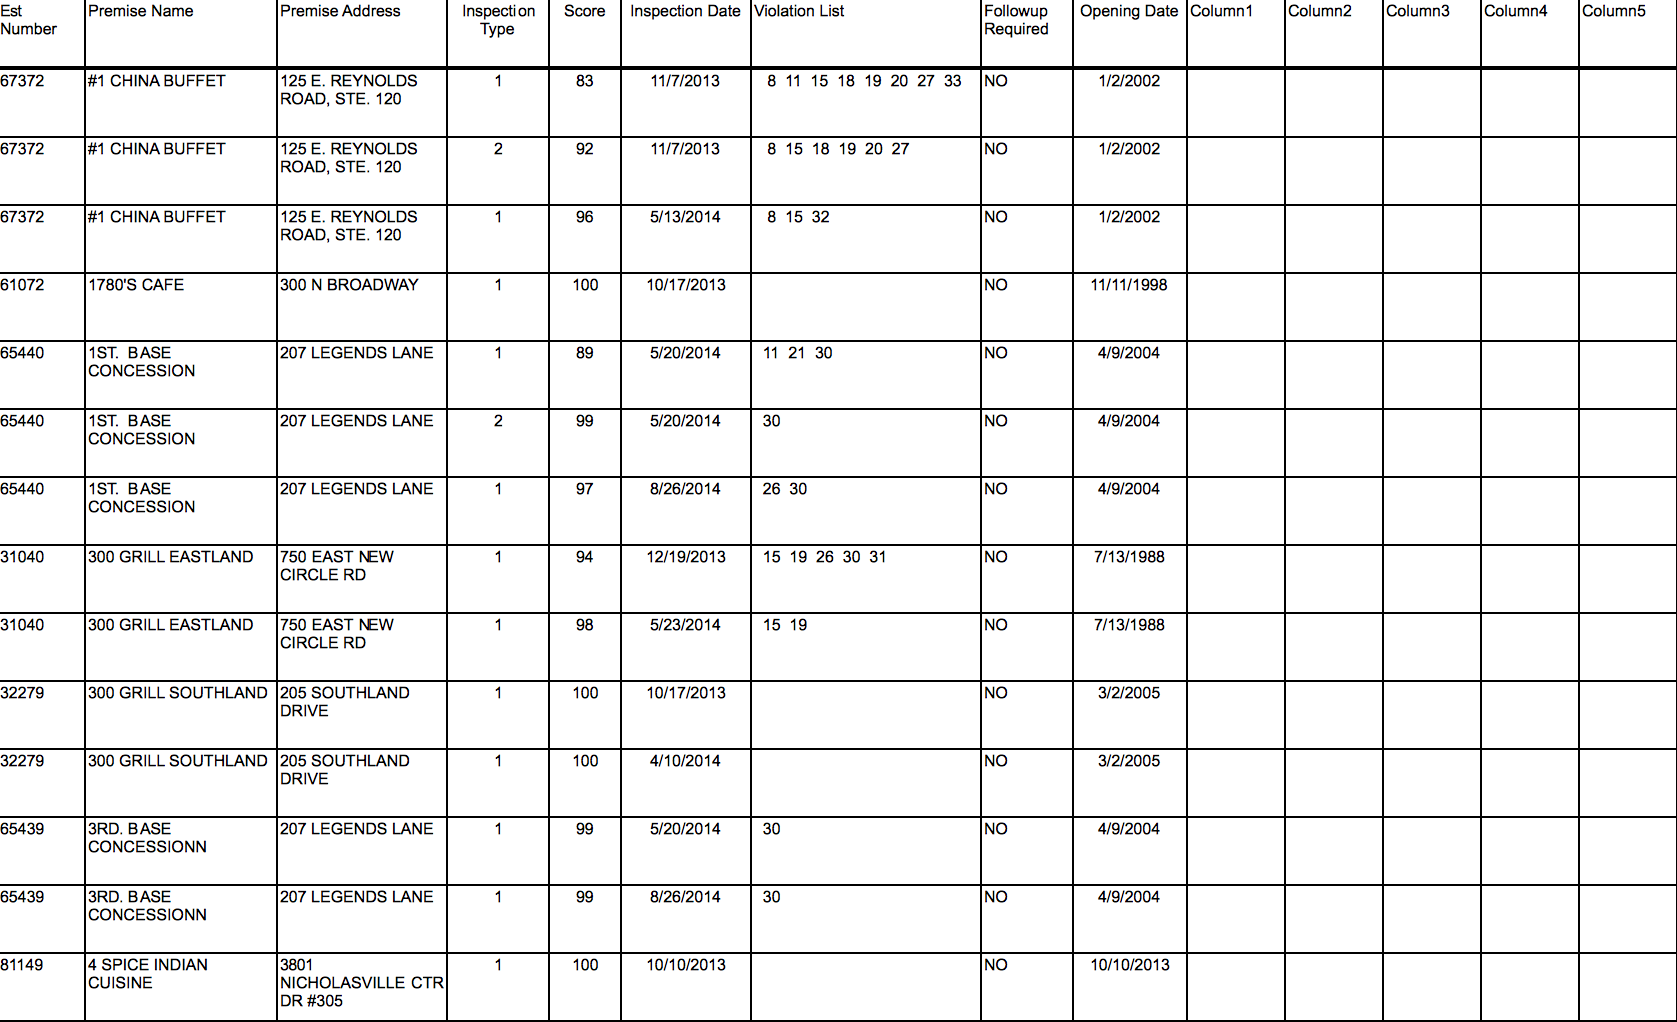 Est Number Premise Name Premise Address Inspection Type Score Inspection Date Violation List Followup Required Opening Date Column1 Column2 Column3 Column4 Column5
67372 #1 CHINA BUFFET 125 E. REYNOLDS ROAD, STE. 120 1 83 11/7/2013 8 11 15 18 19 20 27 33 NO 1/2/2002
67372 #1 CHINA BUFFET 125 E. REYNOLDS ROAD, STE. 120 2 92 11/7/2013 8 15 18 19 20 27 NO 1/2/2002
67372 #1 CHINA BUFFET 125 E. REYNOLDS ROAD, STE. 120 1 96 5/13/2014 8 15 32 NO 1/2/2002
61072 1780'S CAFE 300 N BROADWAY 1 100 10/17/2013 NO 11/11/1998
65440 1ST. BASE CONCESSION 207 LEGENDS LANE 1 89 5/20/2014 11 21 30 NO 4/9/2004
65440 1ST. BASE CONCESSION 207 LEGENDS LANE 2 99 5/20/2014 30 NO 4/9/2004
65440 1ST. BASE CONCESSION 207 LEGENDS LANE 1 97 8/26/2014 26 30 NO 4/9/2004
31040 300 GRILL EASTLAND 750 EAST NEW CIRCLE RD 1 94 12/19/2013 15 19 26 30 31 NO 7/13/1988
31040 300 GRILL EASTLAND 750 EAST NEW CIRCLE RD 1 98 5/23/2014 15 19 NO 7/13/1988
32279 300 GRILL SOUTHLAND 205 SOUTHLAND DRIVE 1 100 10/17/2013 NO 3/2/2005
32279 300 GRILL SOUTHLAND 205 SOUTHLAND DRIVE 1 100 4/10/2014 NO 3/2/2005
65439 3RD. BASE CONCESSIONN 207 LEGENDS LANE 1 99 5/20/2014 30 NO 4/9/2004
65439 3RD. BASE CONCESSIONN 207 LEGENDS LANE 1 99 8/26/2014 30 NO 4/9/2004
81149 4 SPICE INDIAN CUISINE 3801 NICHOLASVILLE CTR DR #305 1 100 10/10/2013 NO 10/10/2013